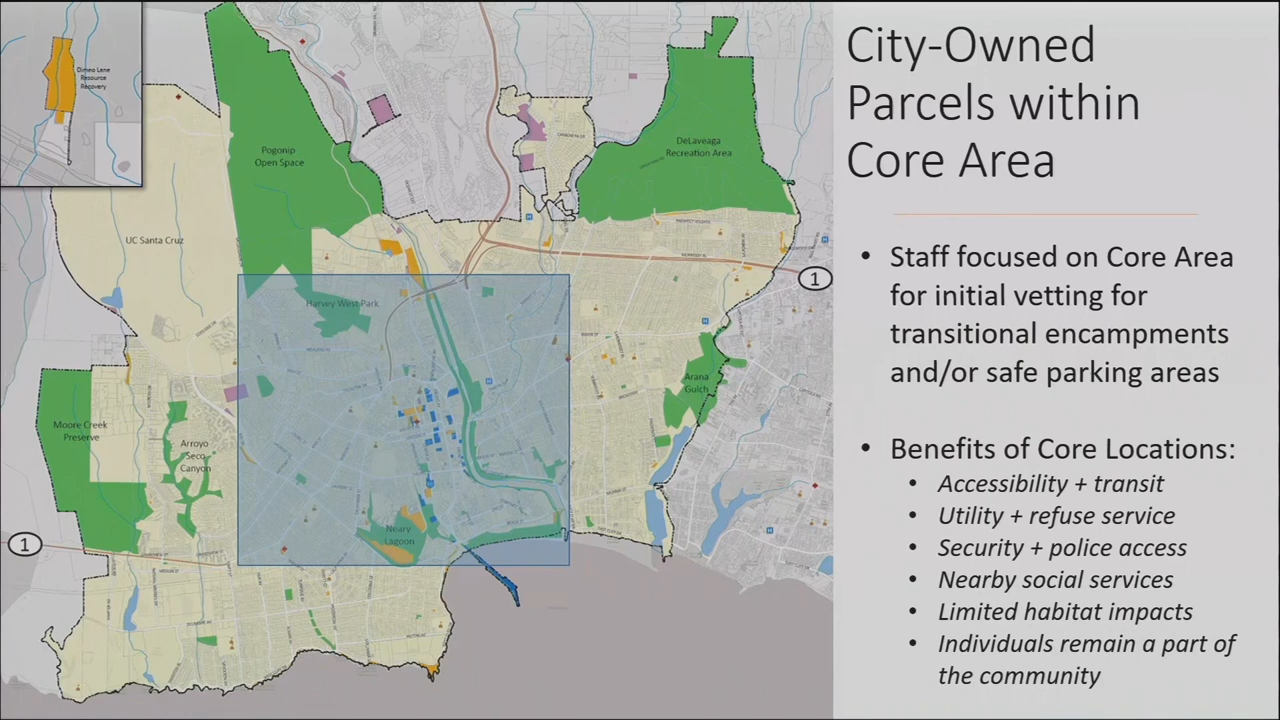 City-Owned
Parcels within
Core Area
• Staff focused on Core Area
for initial vetting for
transitional encampments
and/or safe parking areas
• Benefits of Core Locations:
• Accessibility + transit
• Utility + refuse service
• Security + police access
• Nearby social services
• Limited habitat impacts
• Individuals remain a part of
the community
Dimeo Lane
Resource
Recovery
Pogonip
Open Space
DeLaveaga
Recreation Area
UC Santa Cruz
1
Harvey West Park
Arana
Gulch
Moore Creek
Preserve
Arroyo
Seco
Canyon
Neary
Lagoon
1